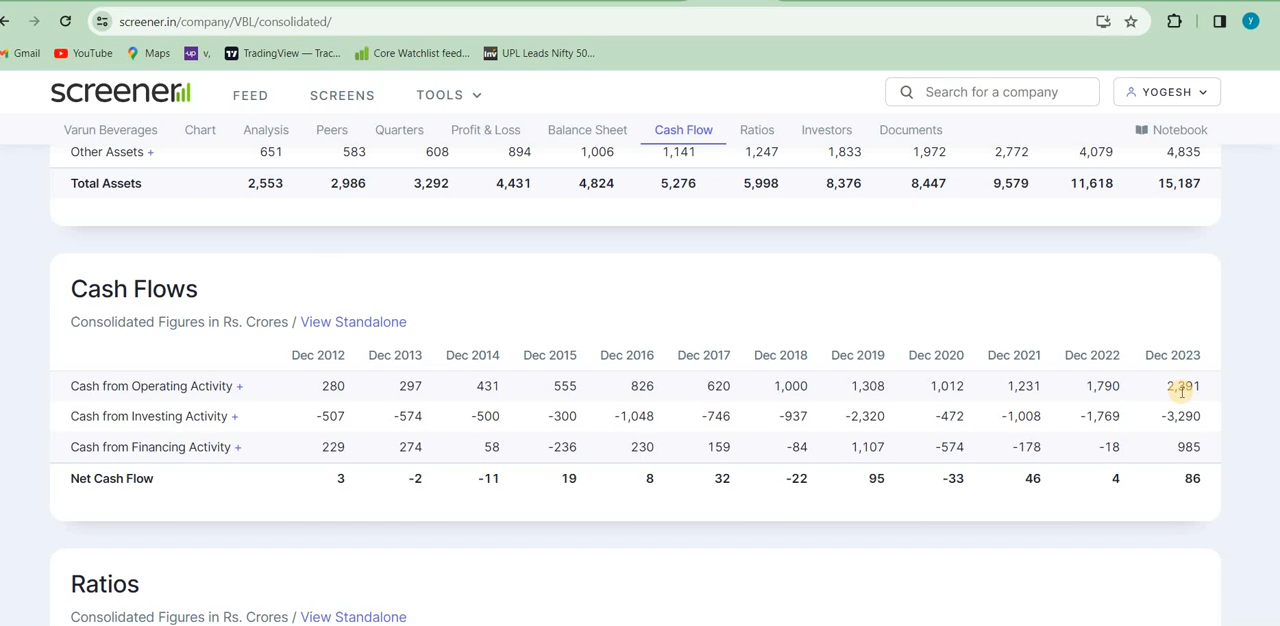 screener.in/company/VBL/consolidated/
y
Gmail YouTube Maps up v, TradingView — Trac... Core Watchlist feed... inv UPL Leads Nifty 50...
screener FEED SCREENS TOOLS Search for a company YOGESH
Varun Beverages Chart Analysis Peers Quarters Profit & Loss Balance Sheet Cash Flow Ratios Investors Documents Notebook
Other Assets + 651 583 608 894 1,006 1,141 1,247 1,833 1,972 2,772 4,079 4,835
Total Assets 2,553 2,986 3,292 4,431 4,824 5,276 5,998 8,376 8,447 9,579 11,618 15,187
Cash Flows
Consolidated Figures in Rs. Crores / View Standalone
Dec 2012 Dec 2013 Dec 2014 Dec 2015 Dec 2016 Dec 2017 Dec 2018 Dec 2019 Dec 2020 Dec 2021 Dec 2022 Dec 2023
Cash from Operating Activity + 280 297 431 555 826 620 1,000 1,308 1,012 1,231 1,790 2,391
Cash from Investing Activity + -507 -574 -500 -300 -1,048 -746 -937 -2,320 -472 -1,008 -1,769 -3,290
Cash from Financing Activity + 229 274 58 -236 230 159 -84 1,107 -574 -178 -18 985
Net Cash Flow 3 -2 -11 19 8 32 -22 95 -33 46 4 86
Ratios
Consolidated Figures in Rs. Crores / View Standalone